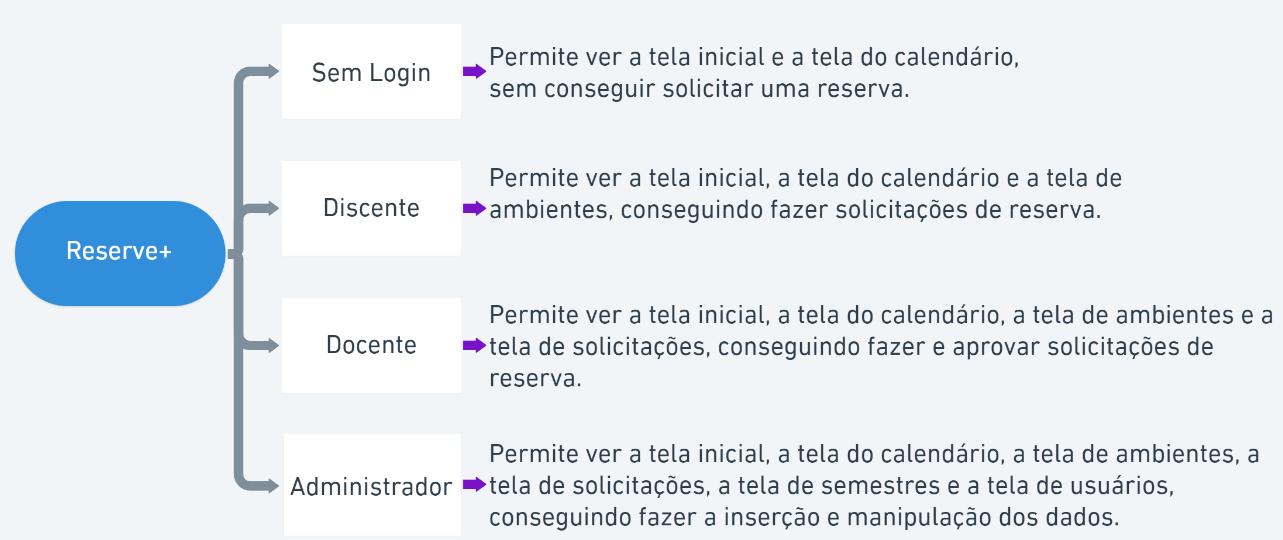 Sem Login
Permite ver a tela inicial e a tela do calendário,
sem conseguir solicitar uma reserva.
Discente
Permite ver a tela inicial, a tela do calendário e a tela de
ambientes, conseguindo fazer solicitações de reserva.
Reserve+
Docente
Permite ver a tela inicial, a tela do calendário, a tela de ambientes e a
tela de solicitações, conseguindo fazer e aprovar solicitações de
reserva.
Administrador
Permite ver a tela inicial, a tela do calendário, a tela de ambientes, a
tela de solicitações, a tela de semestres e a tela de usuários,
conseguindo fazer a inserção e manipulação dos dados.